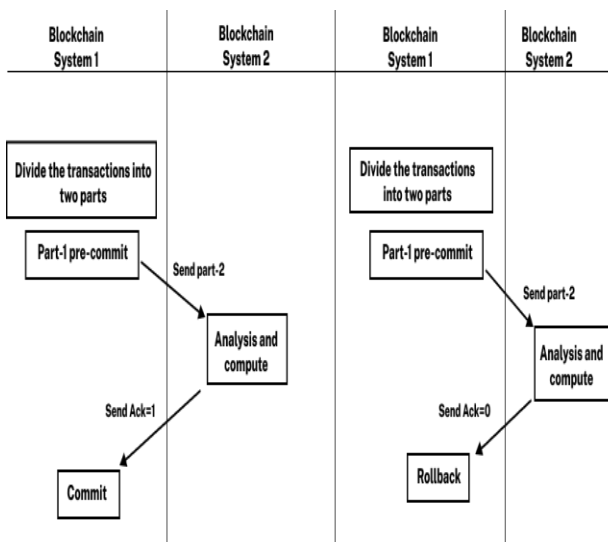 Blockchain
System 1
Blockchain
System 2
Blockchain
System 1
Blockchain
System 2
Divide the transactions into
two parts
Part-1 pre-commit
Send part-2
Analysis and
compute
Send Ack=1
Commit
Divide the transactions
into two parts
Part-1 pre-commit
Send part-2
Analysis and
compute
Send Ack=0
Rollback